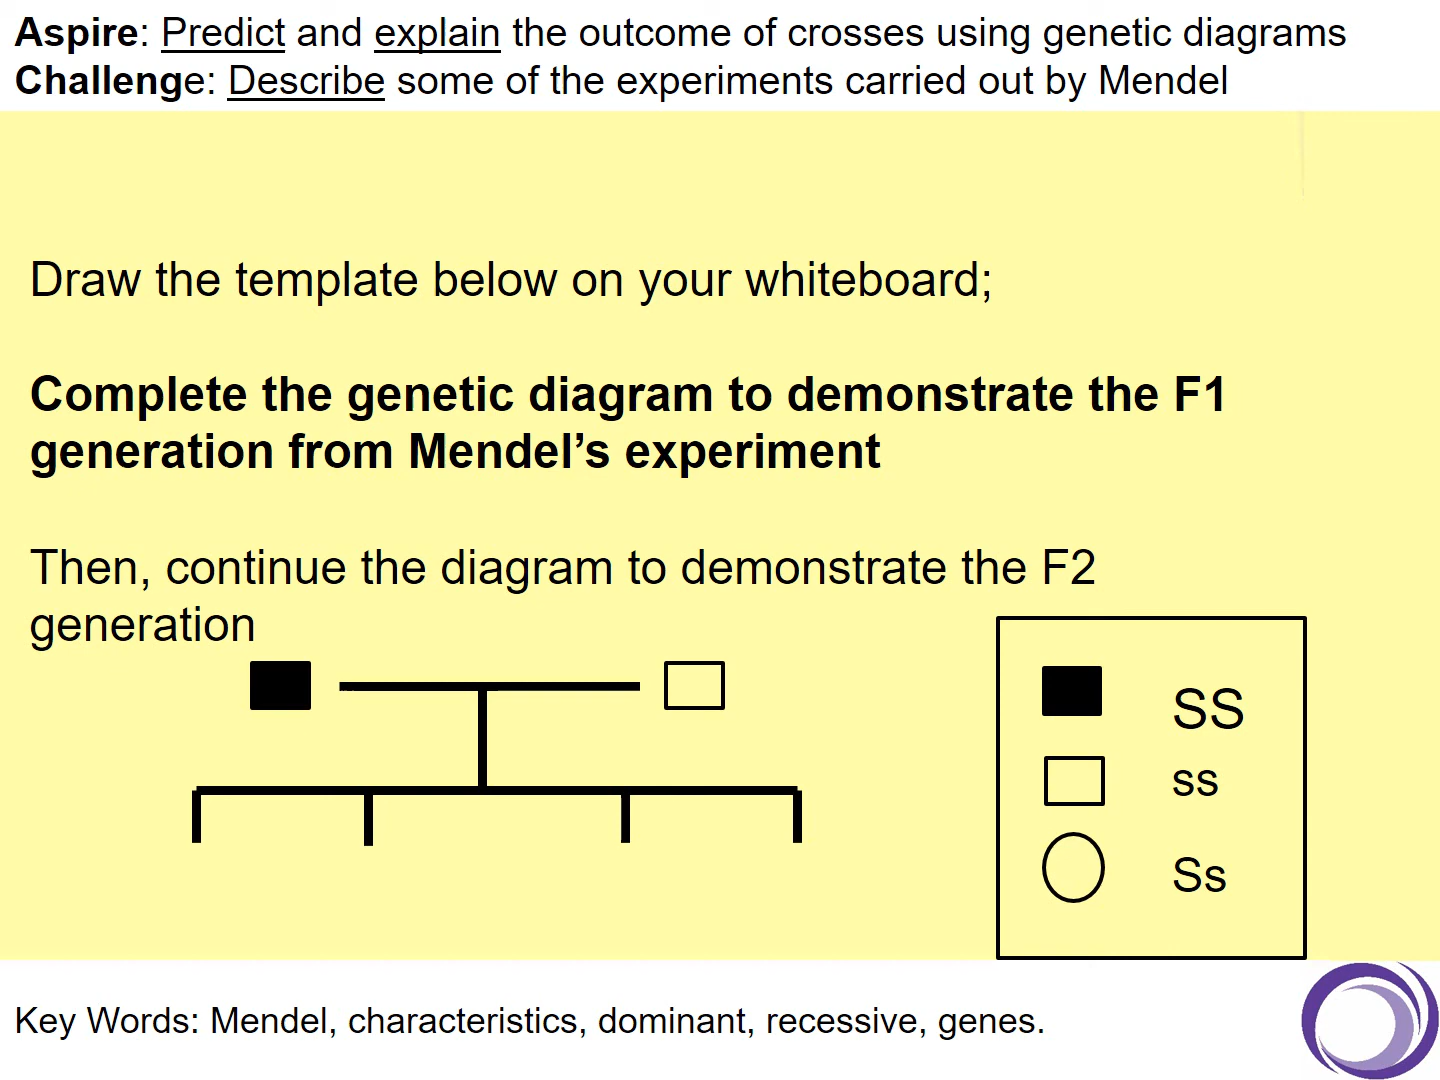 Aspire: Predict and explain the outcome of crosses using genetic diagrams
Challenge: Describe some of the experiments carried out by Mendel
Draw the template below on your whiteboard;
Complete the genetic diagram to demonstrate the F1
generation from Mendel’s experiment
Then, continue the diagram to demonstrate the F2
generation
SS
ss
Ss
Key Words: Mendel, characteristics, dominant, recessive, genes.